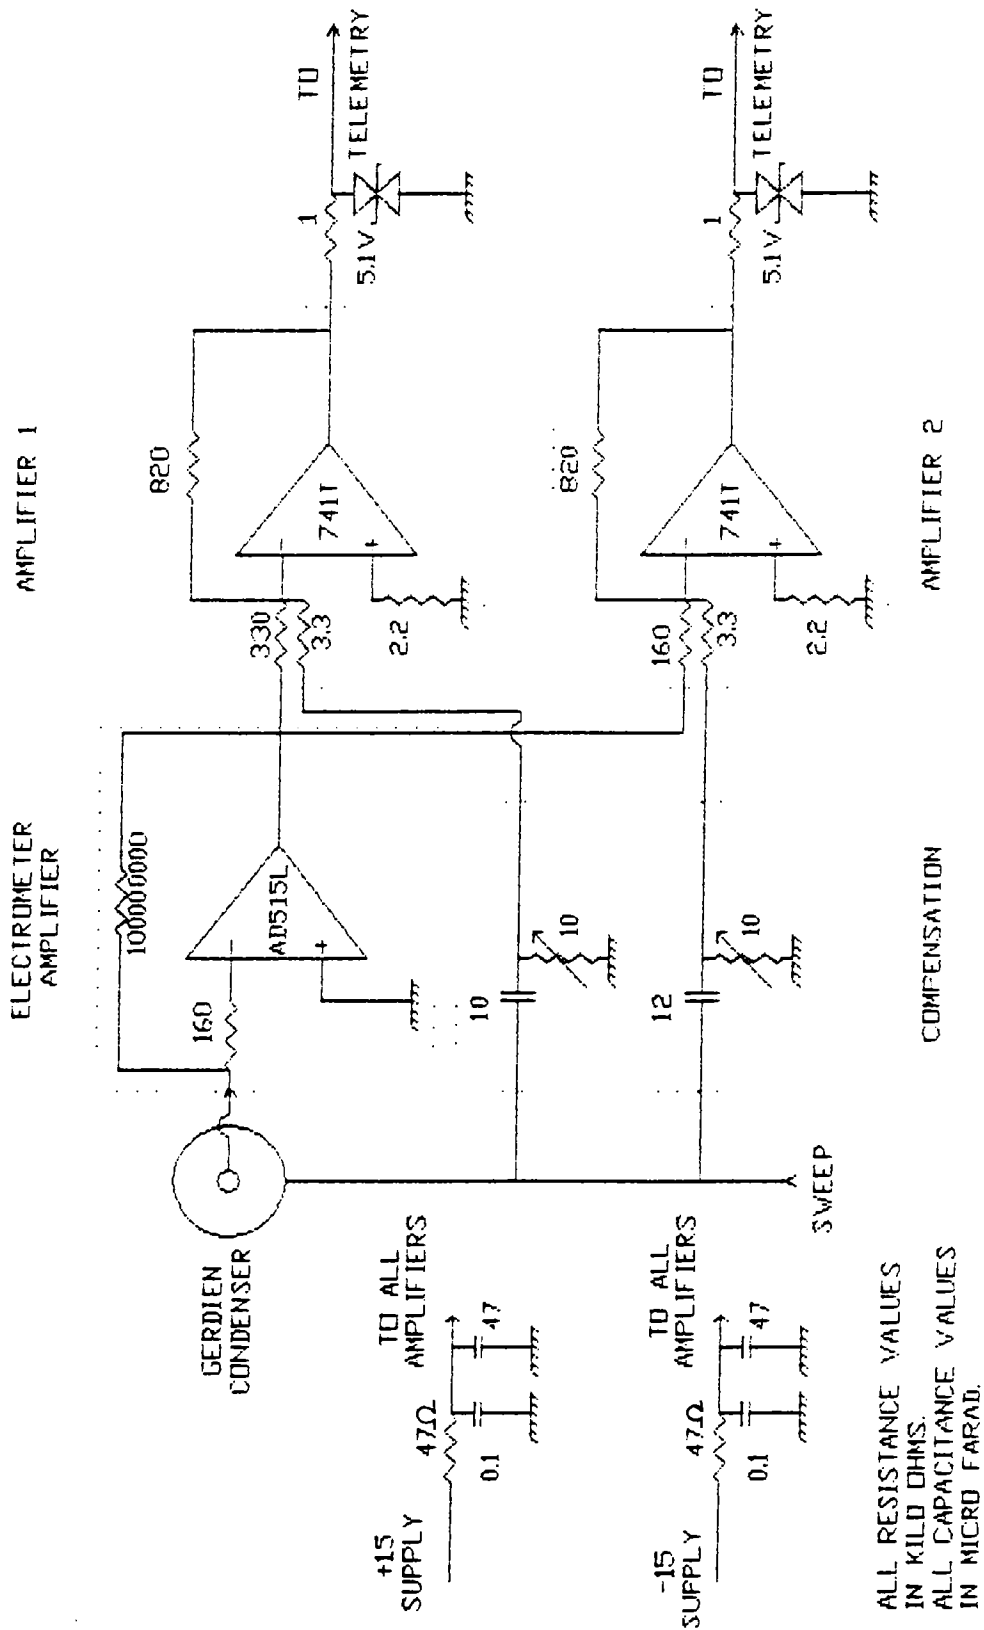 ELECTROMETER
AMPLIFIER
AMPLIFIER 1
GERDIEN
CONDENSER
160
100000000
AD515L
-
+
330
3.3
820
741T
-
+
2.2
1
5.1V
TO
TELEMETRY
10
10
12
10
160
3.3
820
741T
-
+
2.2
1
5.1V
TO
TELEMETRY
+15
SUPPLY
47Ω
0.1
47
TO ALL
AMPLIFIERS
-15
SUPPLY
47Ω
0.1
47
TO ALL
AMPLIFIERS
SWEEP
COMPENSATION
AMPLIFIER 2
ALL RESISTANCE VALUES
IN KILO OHMS.
ALL CAPACITANCE VALUES
IN MICRO FARAD.